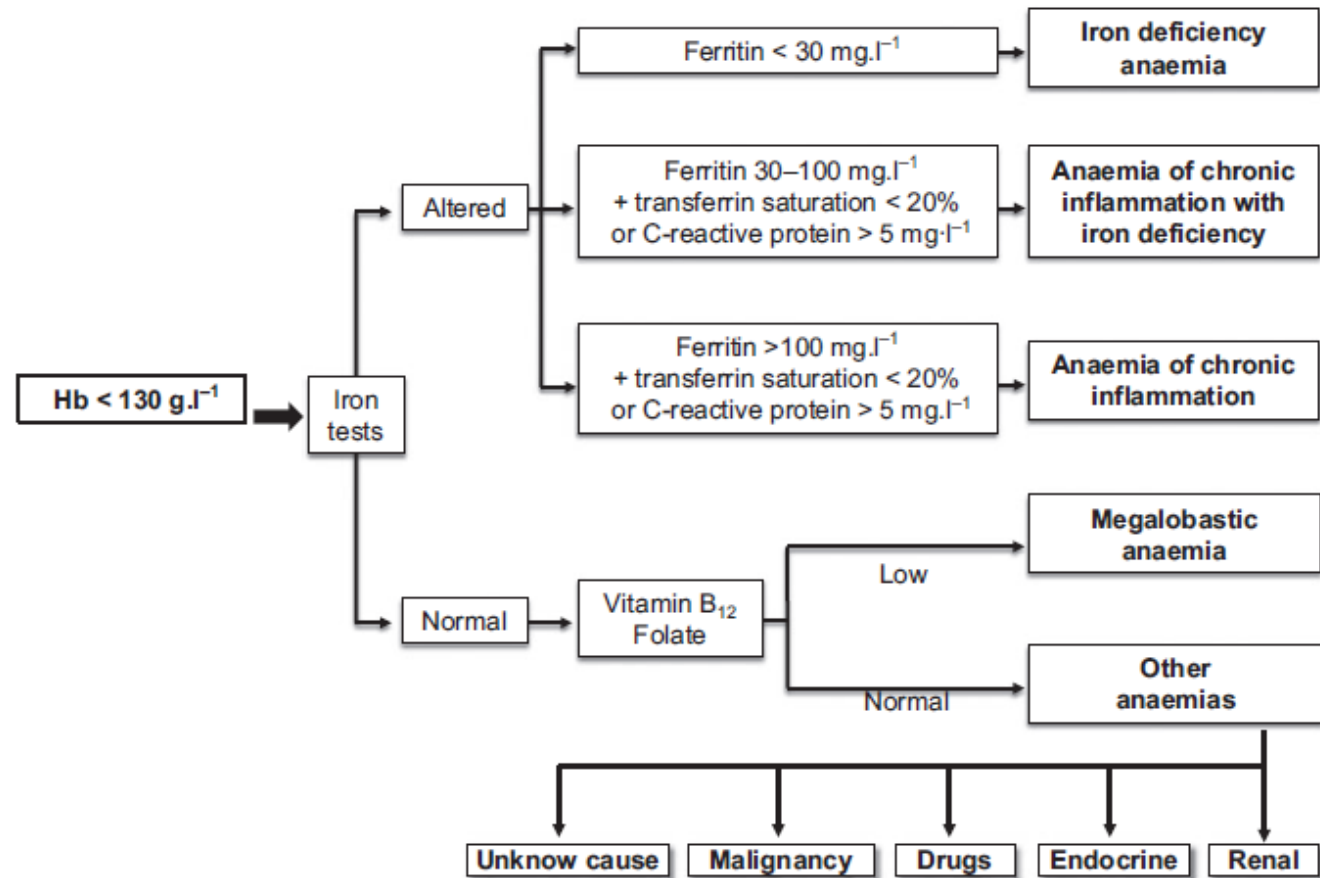 Hb < 130 g.l⁻¹
Iron
tests
Altered
Ferritin < 30 mg.l⁻¹
Iron deficiency
anaemia
Ferritin 30–100 mg.l⁻¹
+ transferrin saturation < 20%
or C-reactive protein > 5 mg·l⁻¹
Anaemia of chronic
inflammation with
iron deficiency
Ferritin >100 mg.l⁻¹
+ transferrin saturation < 20%
or C-reactive protein > 5 mg.l⁻¹
Anaemia of chronic
inflammation
Normal
Vitamin B₁₂
Folate
Low
Megalobastic
anaemia
Normal
Other
anaemias
Unknow cause
Malignancy
Drugs
Endocrine
Renal